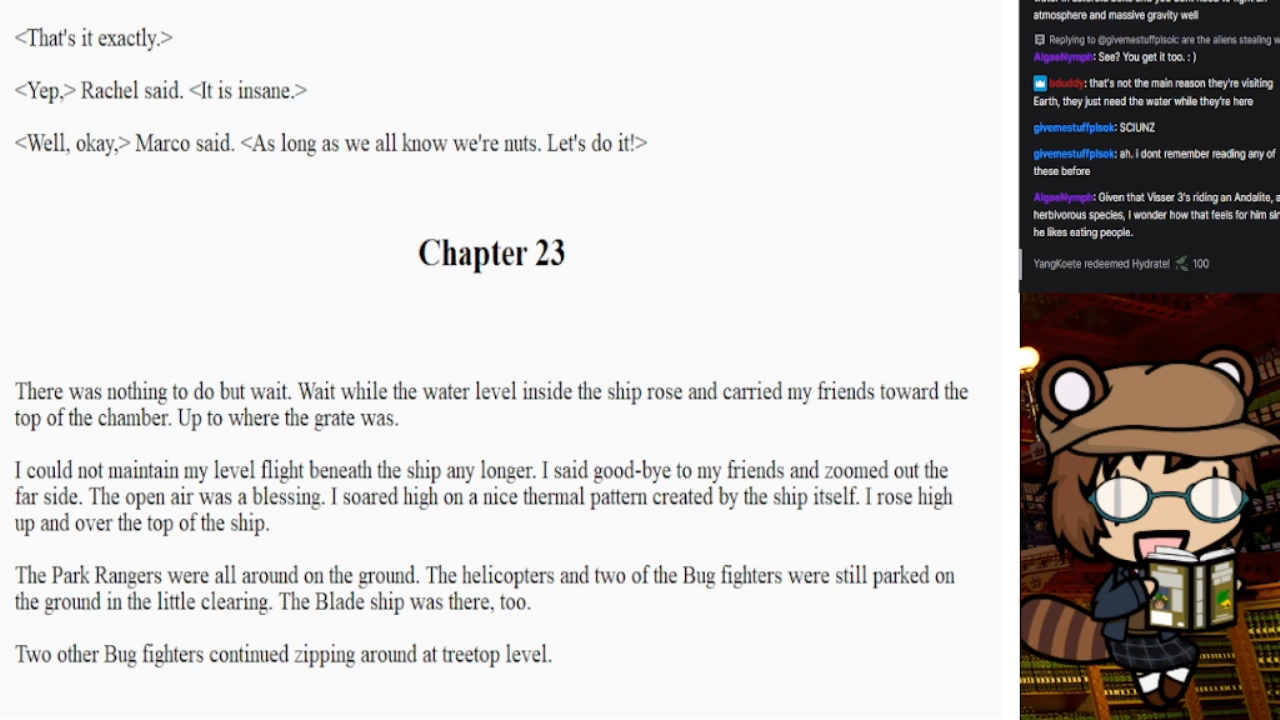 <That's it exactly.>
<Yep,> Rachel said. <It is insane.>
<Well, okay,> Marco said. <As long as we all know we're nuts. Let's do it!>
Chapter 23
There was nothing to do but wait. Wait while the water level inside the ship rose and carried my friends toward the
top of the chamber. Up to where the grate was.
I could not maintain my level flight beneath the ship any longer. I said good-bye to my friends and zoomed out the
far side. The open air was a blessing. I soared high on a nice thermal pattern created by the ship itself. I rose high
up and over the top of the ship.
The Park Rangers were all around on the ground. The helicopters and two of the Bug fighters were still parked on
the ground in the little clearing. The Blade ship was there, too.
Two other Bug fighters continued zipping around at treetop level.
atmosphere and massive gravity well
Replying to @givemestuffplsok: are the aliens stealing
AlgaeNymph: See? You get it too. : )
bduddy: that's not the main reason they're visiting
Earth, they just need the water while they're here
givemestuffplsok: SCIUNZ
givemestuffplsok: ah. i dont remember reading any of
these before
AlgaeNymph: Given that Visser 3's riding an Andalite, a
herbivorous species, I wonder how that feels for him
he likes eating people.
YangKoete redeemed Hydrate! 100